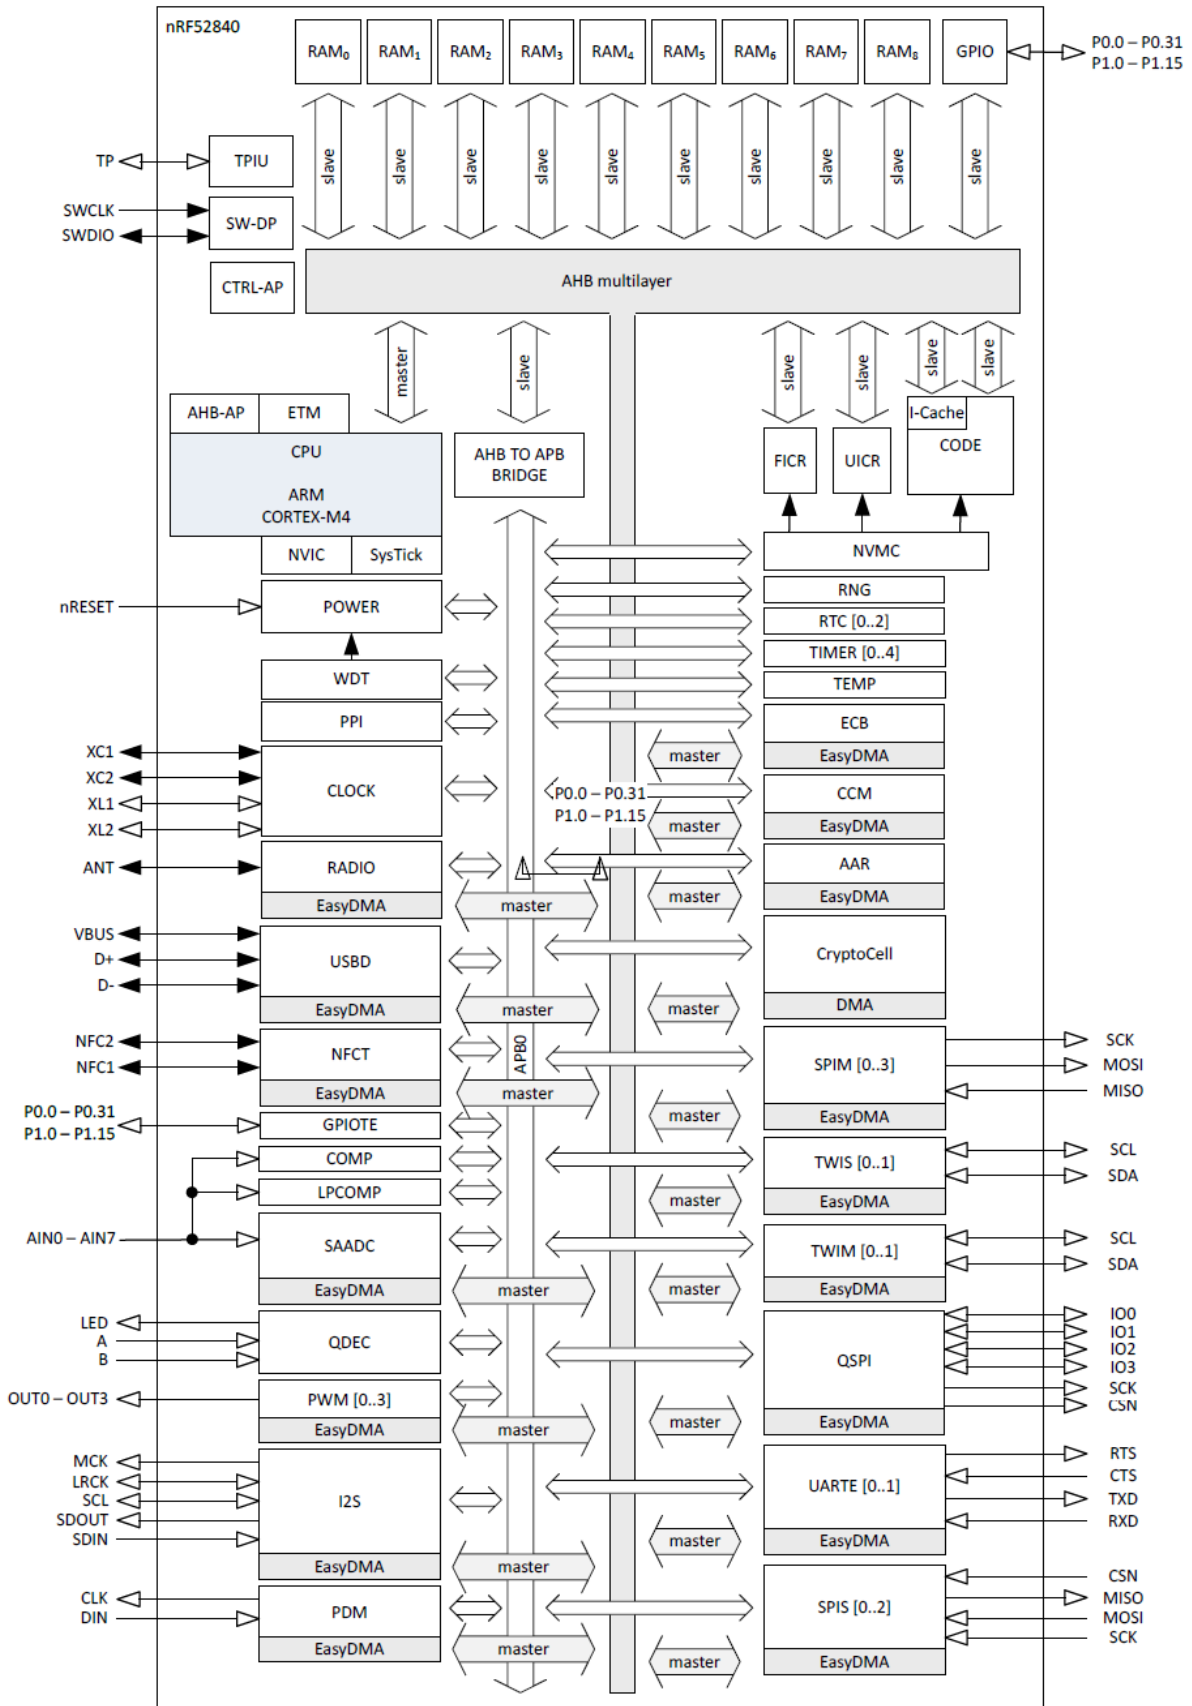 nRF52840
RAM0 RAM1 RAM2 RAM3 RAM4 RAM5 RAM6 RAM7 RAM8 GPIO
P0.0 – P0.31
P1.0 – P1.15
slave slave slave slave slave slave slave slave slave slave
TP TPIU
SWCLK
SWDIO
SW-DP
CTRL-AP
AHB multilayer
master slave slave slave slave slave
AHB-AP ETM
CPU
ARM
CORTEX-M4
NVIC SysTick
AHB TO APB
BRIDGE
FICR UICR
I-Cache
CODE
NVMC
nRESET POWER
RNG
RTC [0..2]
TIMER [0..4]
WDT
TEMP
PPI
ECB
master EasyDMA
XC1
XC2
XL1
XL2
CLOCK
P0.0 – P0.31
P1.0 – P1.15
CCM
master EasyDMA
ANT RADIO
EasyDMA master
AAR
master EasyDMA
VBUS
D+
D-
USBD
EasyDMA master
CryptoCell
master DMA
APB0
NFC2
NFC1
NFCT
EasyDMA master
SPIM [0..3]
master EasyDMA
SCK
MOSI
MISO
P0.0 – P0.31
P1.0 – P1.15
GPIOTE
COMP
LPCOMP
AIN0 – AIN7 SAADC
EasyDMA master
TWIS [0..1]
master EasyDMA
SCL
SDA
TWIM [0..1]
master EasyDMA
SCL
SDA
LED
A
B
QDEC
QSPI
master EasyDMA
IO0
IO1
IO2
IO3
SCK
CSN
OUT0 – OUT3 PWM [0..3]
EasyDMA master
MCK
LRCK
SCL
SDOUT
SDIN
I2S
EasyDMA master
UARTE [0..1]
master EasyDMA
RTS
CTS
TXD
RXD
CLK
DIN
PDM
EasyDMA master
SPIS [0..2]
master EasyDMA
CSN
MISO
MOSI
SCK